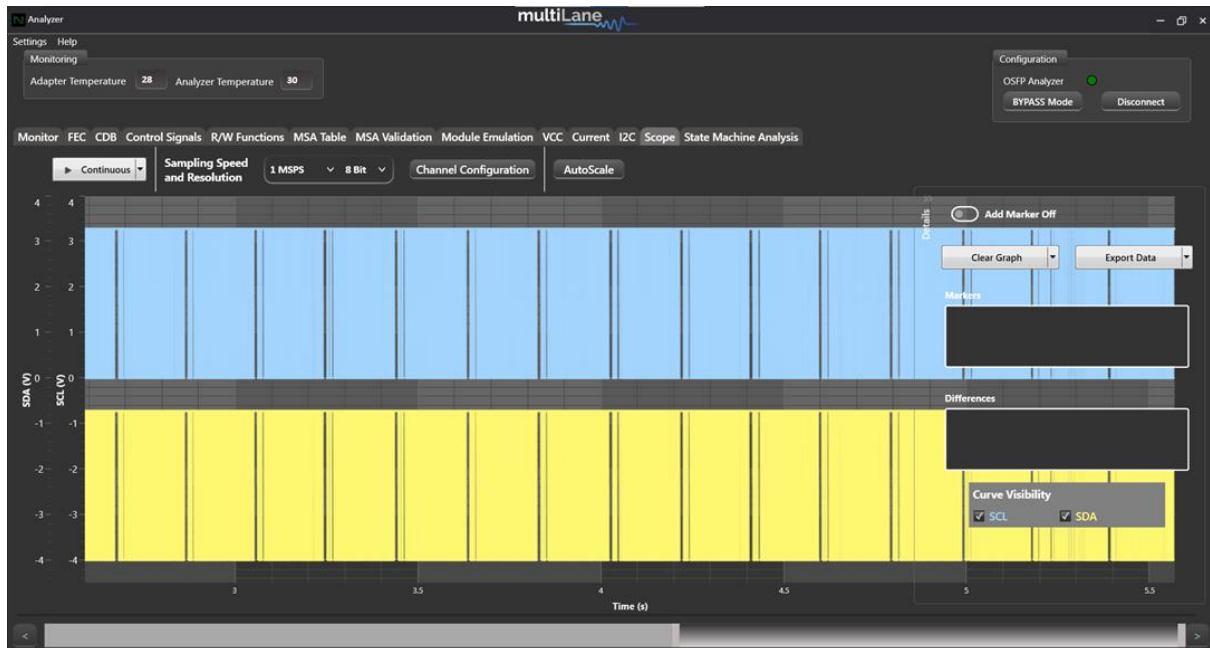 Analyzer
multiLane
Settings Help
Monitoring
Adapter Temperature 28 Analyzer Temperature 30
Configuration
OSFP Analyzer
BYPASS Mode Disconnect
Monitor FEC CDB Control Signals R/W Functions MSA Table MSA Validation Module Emulation VCC Current I2C Scope State Machine Analysis
Continuous
Sampling Speed
and Resolution
1 MSPS 8 Bit
Channel Configuration
AutoScale
4 4
3 3
2 2
1 1
0 0
-1 -1
-2 -2
-3 -3
-4 -4
SDA (V)
SCL (V)
3 3.5 4 4.5 5 5.5
Time (s)
Details
Add Marker Off
Clear Graph Export Data
Markers
Differences
Curve Visibility
SCL SDA